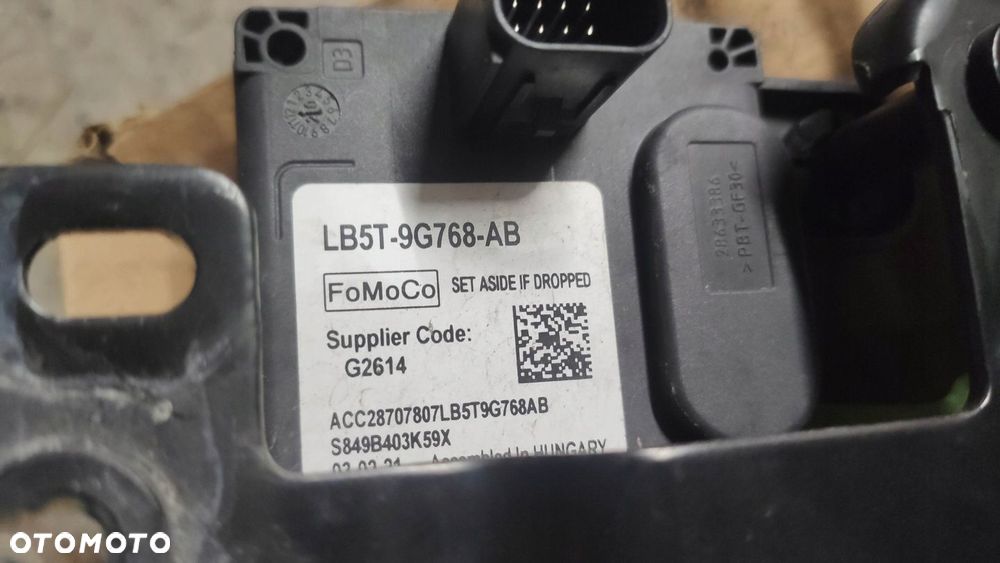 D3
LB5T-9G768-AB
FoMoCo SET ASIDE IF DROPPED
Supplier Code:
G2614
ACC28707807LB5T9G768AB
S849B403K59X
Assembled In HUNGARY
28633386
>PBT-GF30<
OTOMOTO